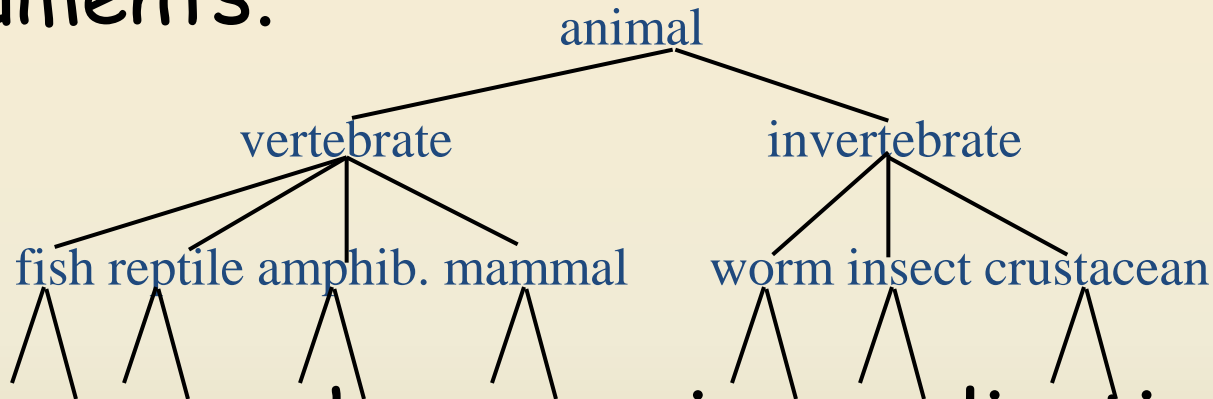 animal
vertebrate invertebrate
fish reptile amphib. mammal worm insect crustacean